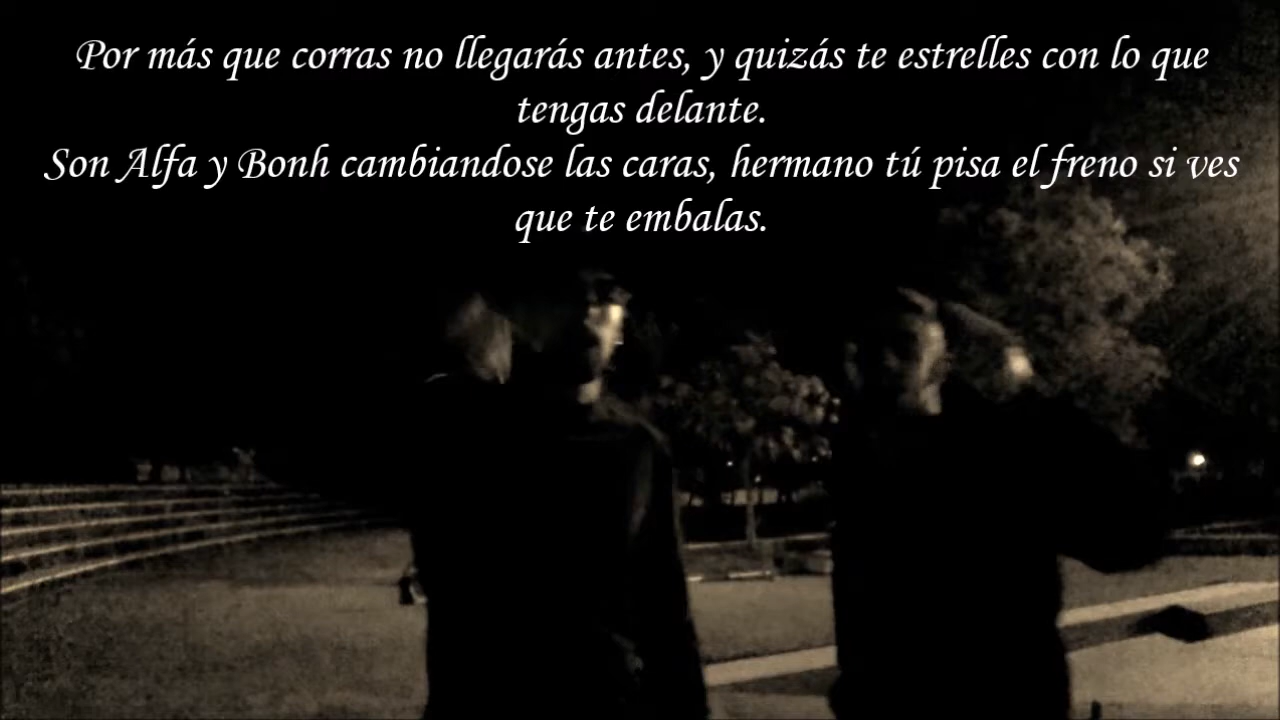 Por más que corras no llegarás antes, y quizás te estrelles con lo que
tengas delante.
Son Alfa y Bonh cambiandose las caras, hermano tú pisa el freno si ves
que te embalas.